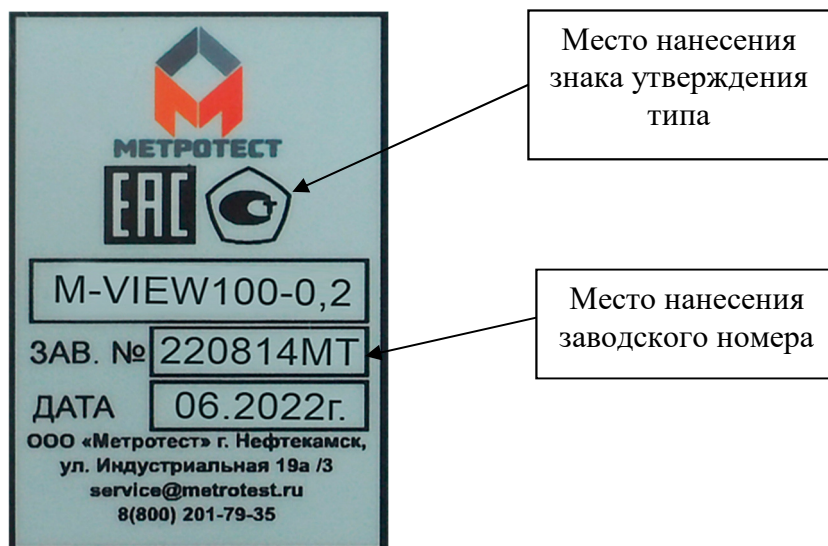 МЕТРОТЕСТ
ЕАС
M-VIEW100-0,2
ЗАВ. № 220814МТ
ДАТА 06.2022г.
ООО «Метротест» г. Нефтекамск,
ул. Индустриальная 19а /3
service@metrotest.ru
8(800) 201-79-35
Место нанесения
знака утверждения
типа
Место нанесения
заводского номера